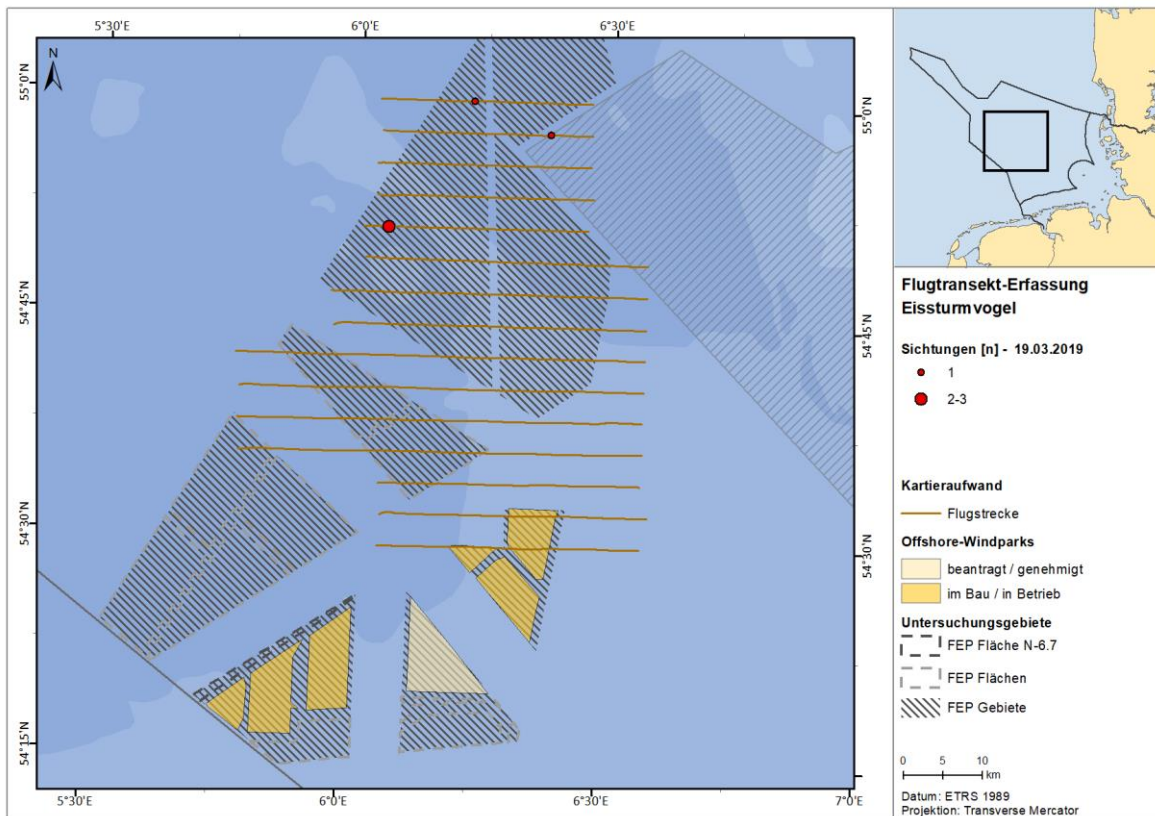 5°30'E 6°0'E 6°30'E
N
55°0'N
55°0'N
54°45'N
54°45'N
54°30'N
54°30'N
54°15'N
5°30'E 6°0'E 6°30'E 7°0'E
Flugtransekt-Erfassung
Eissturmvogel
Sichtungen [n] - 19.03.2019
1
2-3
Kartieraufwand
Flugstrecke
Offshore-Windparks
beantragt / genehmigt
im Bau / in Betrieb
Untersuchungsgebiete
FEP Fläche N-6.7
FEP Flächen
FEP Gebiete
0 5 10
km
Datum: ETRS 1989
Projektion: Transverse Mercator